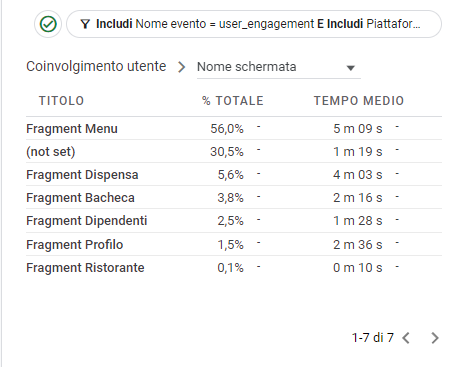 Includi Nome evento = user_engagement E Includi Piattafor...
Coinvolgimento utente > Nome schermata
TITOLO % TOTALE TEMPO MEDIO
Fragment Menu 56,0% - 5 m 09 s -
(not set) 30,5% - 1 m 19 s -
Fragment Dispensa 5,6% - 4 m 03 s -
Fragment Bacheca 3,8% - 2 m 16 s -
Fragment Dipendenti 2,5% - 1 m 28 s -
Fragment Profilo 1,5% - 2 m 36 s -
Fragment Ristorante 0,1% - 0 m 10 s -
1-7 di 7